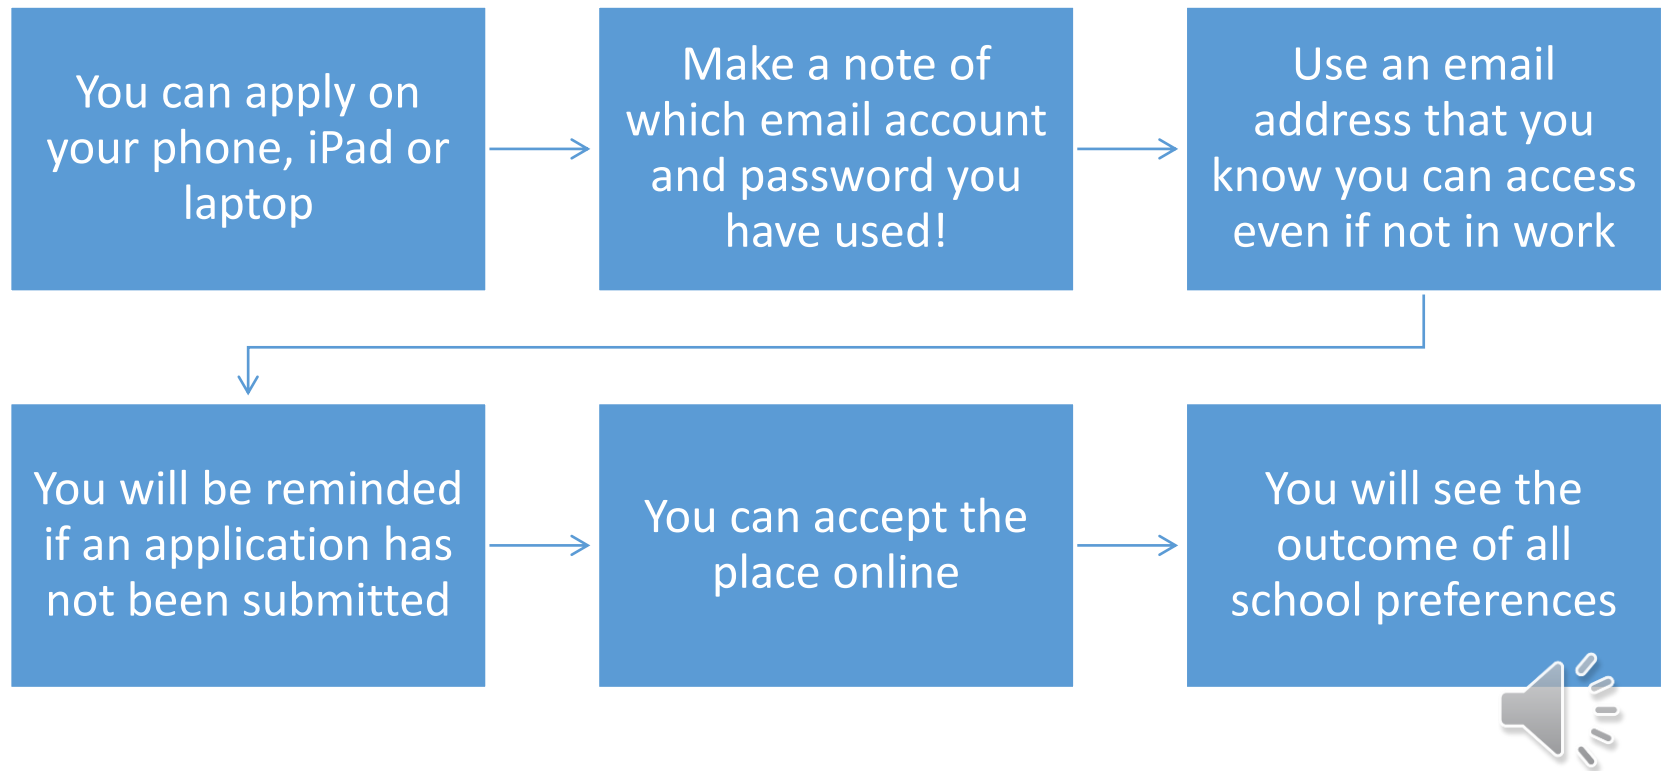 You can apply on
your phone, iPad or
laptop
Make a note of
which email account
and password you
have used!
Use an email
address that you
know you can access
even if not in work
You will be reminded
if an application has
not been submitted
You can accept the
place online
You will see the
outcome of all
school preferences